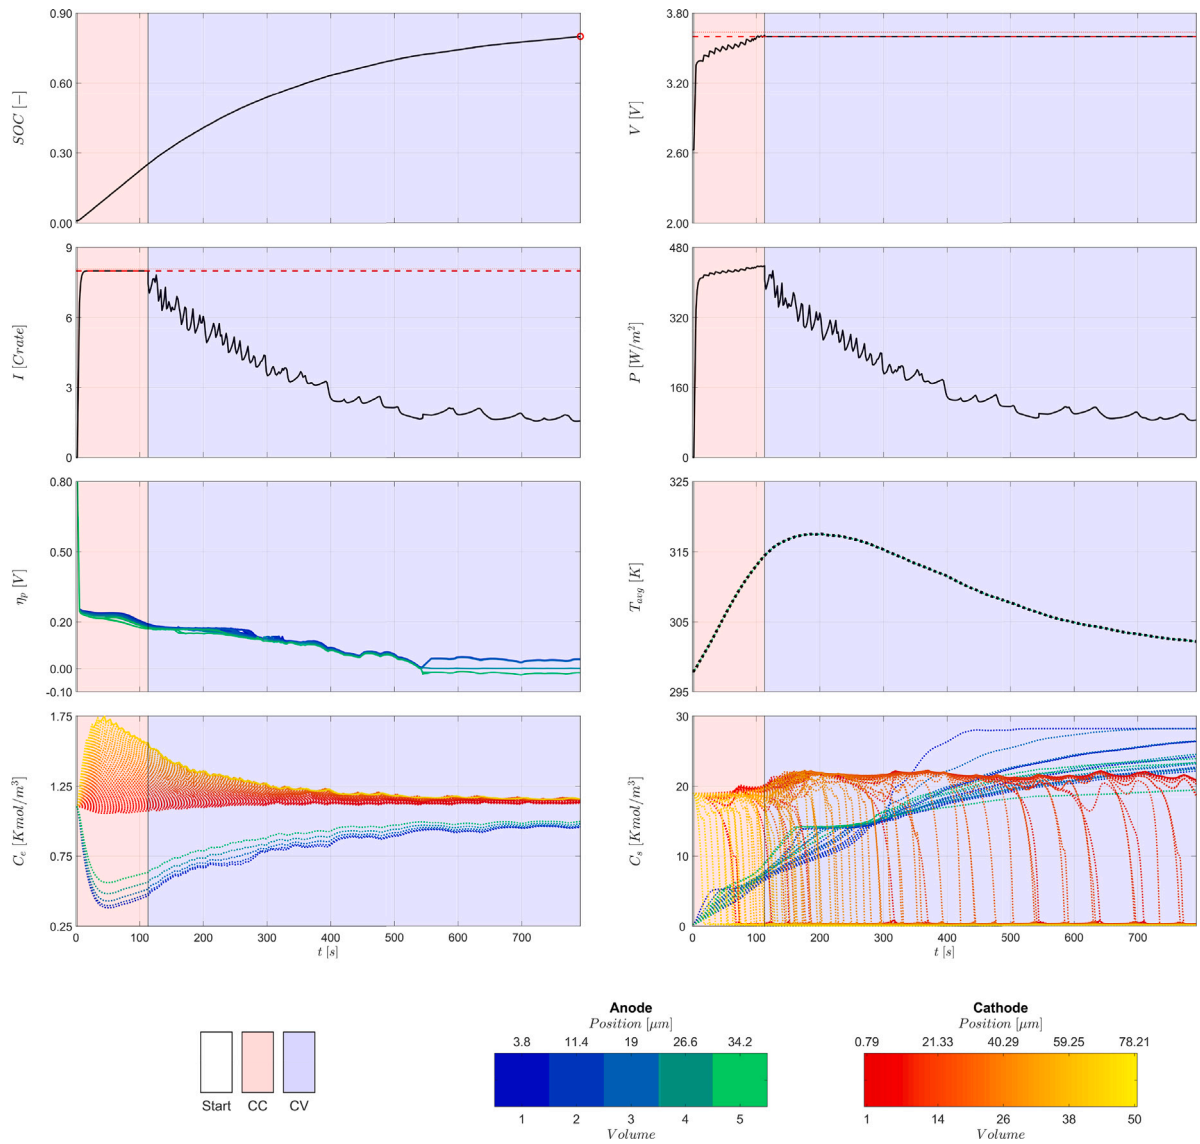 0.90
0.60
0.30
0.00
SOC [−]
3.80
3.20
2.60
2.00
V [V]
9
6
3
0
I [Crate]
480
320
160
0
P [W/m²]
0.80
0.50
0.20
0.00
-0.10
ηp [V]
325
315
305
295
Tavg [K]
1.75
1.25
0.75
0.25
Ce [Kmol/m³]
0 100 200 300 400 500 600 700
t [s]
30
20
10
0
Cs [Kmol/m³]
0 100 200 300 400 500 600 700
t [s]
Start CC CV
Anode
Position [μm]
3.8 11.4 19 26.6 34.2
1 2 3 4 5
Volume
Cathode
Position [μm]
0.79 21.33 40.29 59.25 78.21
1 14 26 38 50
Volume